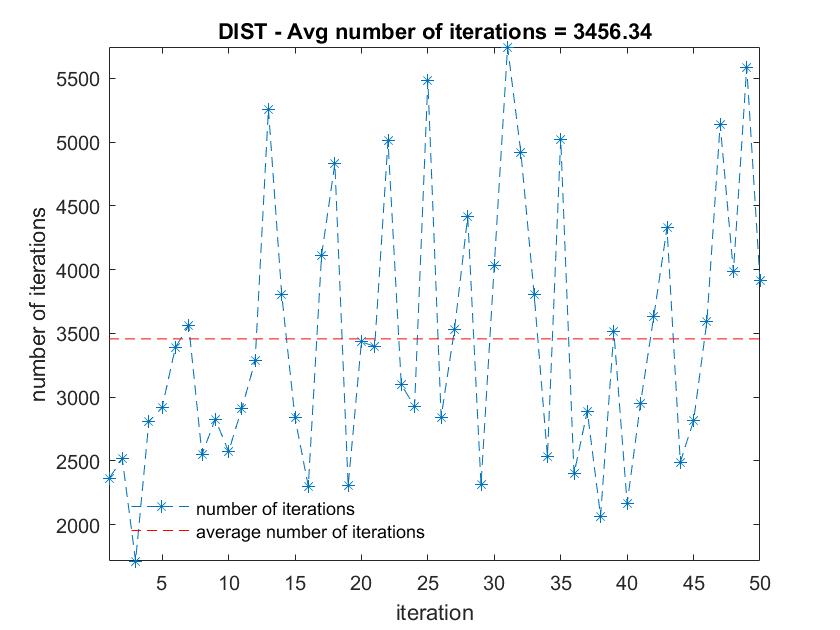 DIST - Avg number of iterations = 3456.34
5500
5000
4500
4000
3500
3000
2500
2000
number of iterations
number of iterations
average number of iterations
5 10 15 20 25 30 35 40 45 50
iteration